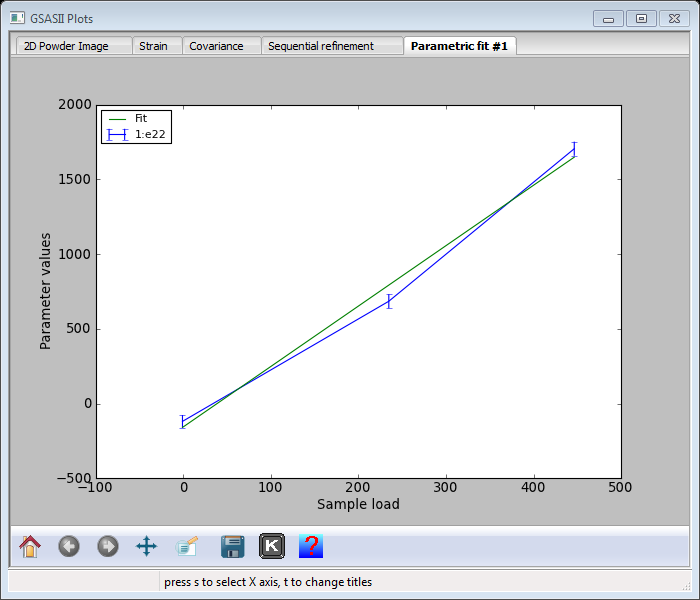 GSASII Plots
2D Powder Image
Strain
Covariance
Sequential refinement
Parametric fit #1
Fit
1:e22
2000
1500
1000
500
0
−500
Parameter values
−100
0
100
200
300
400
500
Sample load
K
?
press s to select X axis, t to change titles